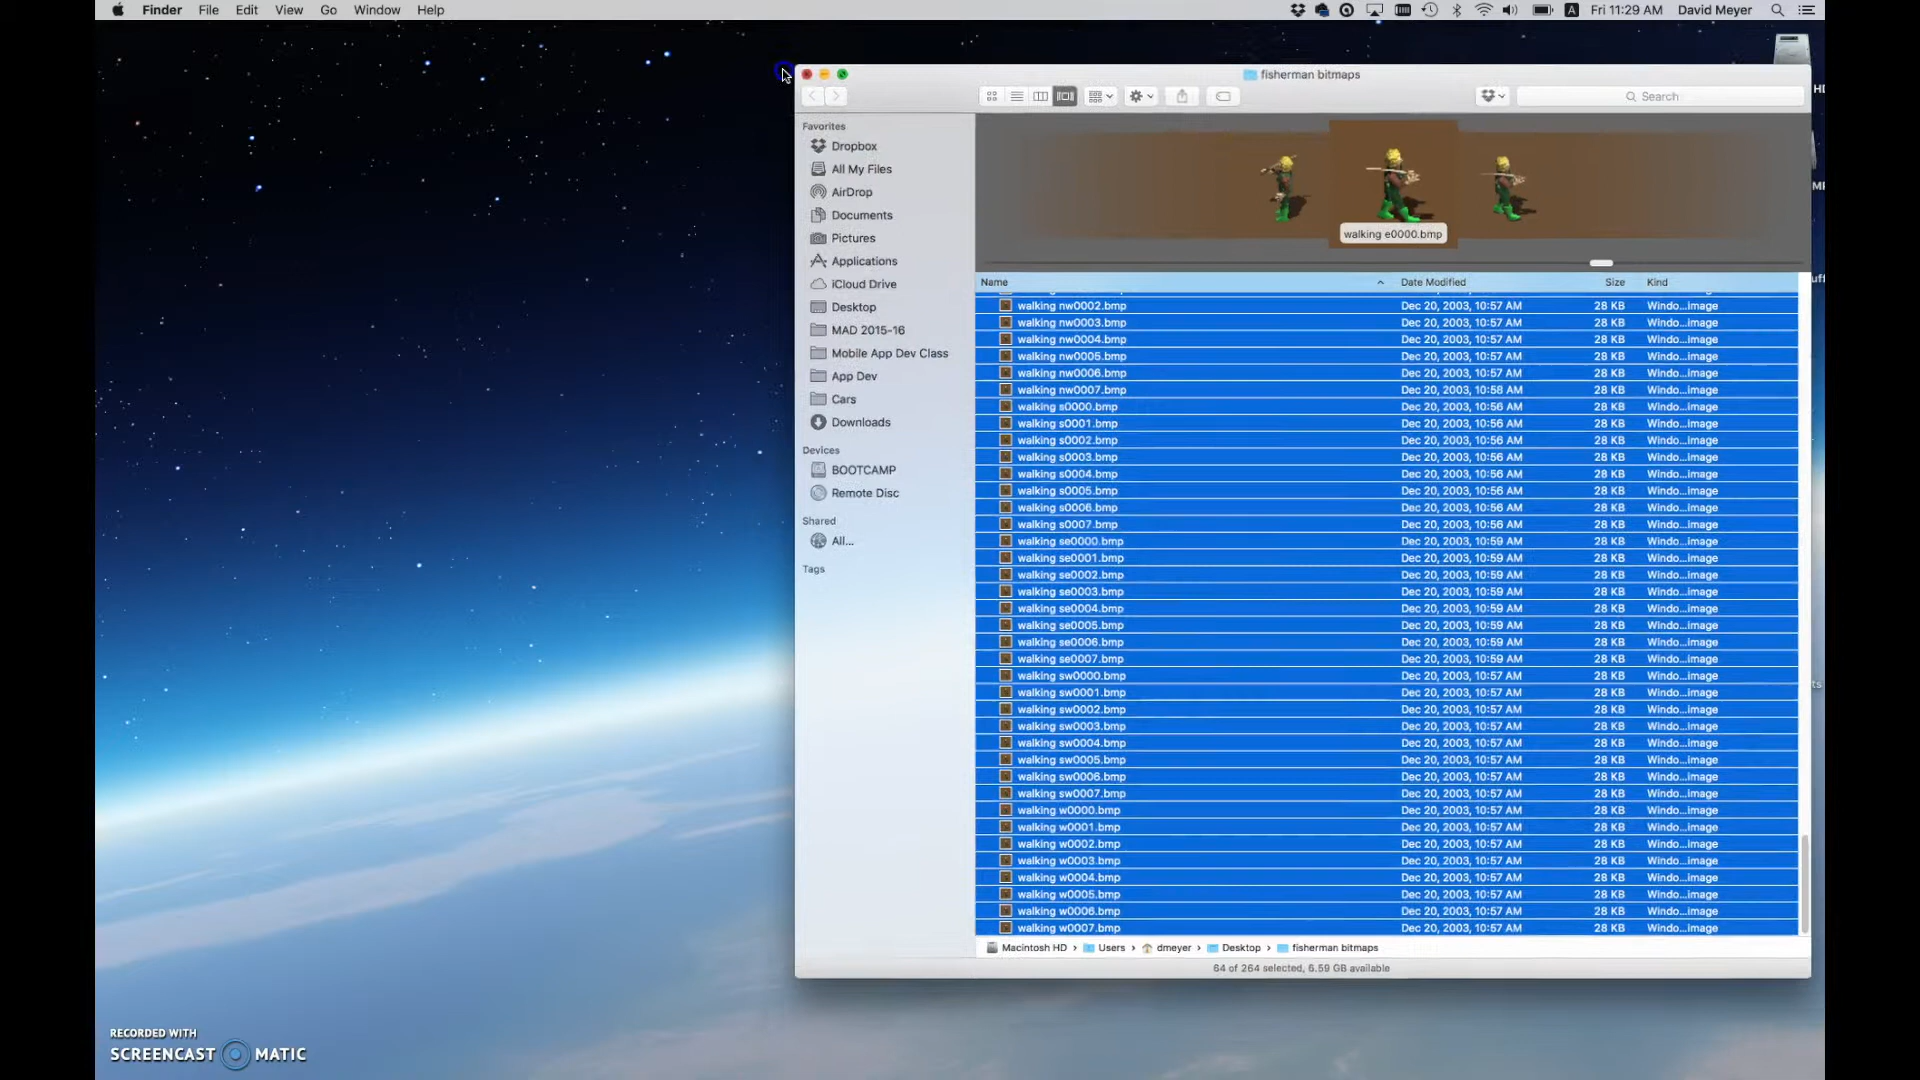 Finder File Edit View Go Window Help A Fri 11:29 AM David Meyer
fisherman bitmaps
Search
Favorites
Dropbox
All My Files
AirDrop
Documents
Pictures
Applications
iCloud Drive
Desktop
MAD 2015-16
Mobile App Dev Class
App Dev
Cars
Downloads
Devices
BOOTCAMP
Remote Disc
Shared
All...
Tags
walking e0000.bmp
Name Date Modified Size Kind
walking nw0002.bmp Dec 20, 2003, 10:57 AM 28 KB Windo...image
walking nw0003.bmp Dec 20, 2003, 10:57 AM 28 KB Windo...image
walking nw0004.bmp Dec 20, 2003, 10:57 AM 28 KB Windo...image
walking nw0005.bmp Dec 20, 2003, 10:57 AM 28 KB Windo...image
walking nw0006.bmp Dec 20, 2003, 10:57 AM 28 KB Windo...image
walking nw0007.bmp Dec 20, 2003, 10:58 AM 28 KB Windo...image
walking s0000.bmp Dec 20, 2003, 10:56 AM 28 KB Windo...image
walking s0001.bmp Dec 20, 2003, 10:56 AM 28 KB Windo...image
walking s0002.bmp Dec 20, 2003, 10:56 AM 28 KB Windo...image
walking s0003.bmp Dec 20, 2003, 10:56 AM 28 KB Windo...image
walking s0004.bmp Dec 20, 2003, 10:56 AM 28 KB Windo...image
walking s0005.bmp Dec 20, 2003, 10:56 AM 28 KB Windo...image
walking s0006.bmp Dec 20, 2003, 10:56 AM 28 KB Windo...image
walking s0007.bmp Dec 20, 2003, 10:56 AM 28 KB Windo...image
walking se0000.bmp Dec 20, 2003, 10:59 AM 28 KB Windo...image
walking se0001.bmp Dec 20, 2003, 10:59 AM 28 KB Windo...image
walking se0002.bmp Dec 20, 2003, 10:59 AM 28 KB Windo...image
walking se0003.bmp Dec 20, 2003, 10:59 AM 28 KB Windo...image
walking se0004.bmp Dec 20, 2003, 10:59 AM 28 KB Windo...image
walking se0005.bmp Dec 20, 2003, 10:59 AM 28 KB Windo...image
walking se0006.bmp Dec 20, 2003, 10:59 AM 28 KB Windo...image
walking se0007.bmp Dec 20, 2003, 10:59 AM 28 KB Windo...image
walking sw0000.bmp Dec 20, 2003, 10:57 AM 28 KB Windo...image
walking sw0001.bmp Dec 20, 2003, 10:57 AM 28 KB Windo...image
walking sw0002.bmp Dec 20, 2003, 10:57 AM 28 KB Windo...image
walking sw0003.bmp Dec 20, 2003, 10:57 AM 28 KB Windo...image
walking sw0004.bmp Dec 20, 2003, 10:57 AM 28 KB Windo...image
walking sw0005.bmp Dec 20, 2003, 10:57 AM 28 KB Windo...image
walking sw0006.bmp Dec 20, 2003, 10:57 AM 28 KB Windo...image
walking sw0007.bmp Dec 20, 2003, 10:57 AM 28 KB Windo...image
walking w0000.bmp Dec 20, 2003, 10:57 AM 28 KB Windo...image
walking w0001.bmp Dec 20, 2003, 10:57 AM 28 KB Windo...image
walking w0002.bmp Dec 20, 2003, 10:57 AM 28 KB Windo...image
walking w0003.bmp Dec 20, 2003, 10:57 AM 28 KB Windo...image
walking w0004.bmp Dec 20, 2003, 10:57 AM 28 KB Windo...image
walking w0005.bmp Dec 20, 2003, 10:57 AM 28 KB Windo...image
walking w0006.bmp Dec 20, 2003, 10:57 AM 28 KB Windo...image
walking w0007.bmp Dec 20, 2003, 10:57 AM 28 KB Windo...image
Macintosh HD › Users › dmeyer › Desktop › fisherman bitmaps
64 of 264 selected, 6.59 GB available
RECORDED WITH
SCREENCAST MATIC